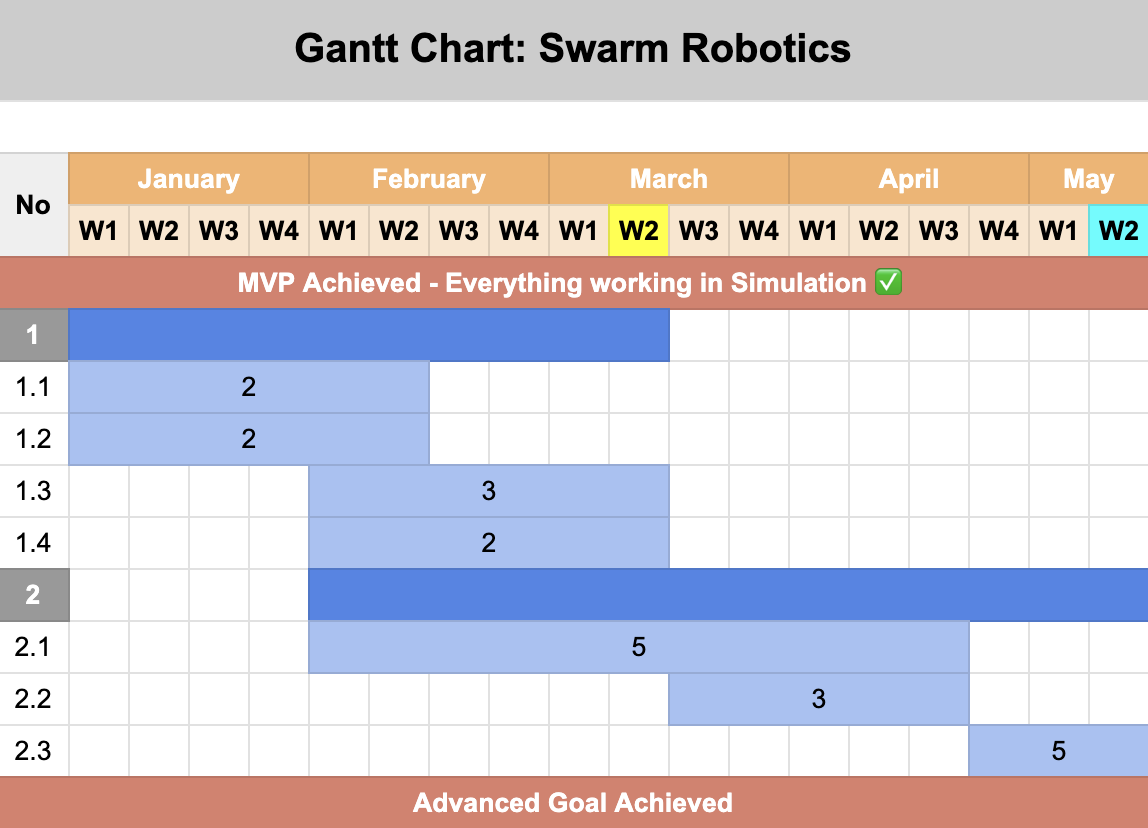 Gantt Chart: Swarm Robotics
No January February March April May
W1 W2 W3 W4 W1 W2 W3 W4 W1 W2 W3 W4 W1 W2 W3 W4 W1 W2
MVP Achieved - Everything working in Simulation ✅
1
1.1 2
1.2 2
1.3 3
1.4 2
2
2.1 5
2.2 3
2.3 5
Advanced Goal Achieved